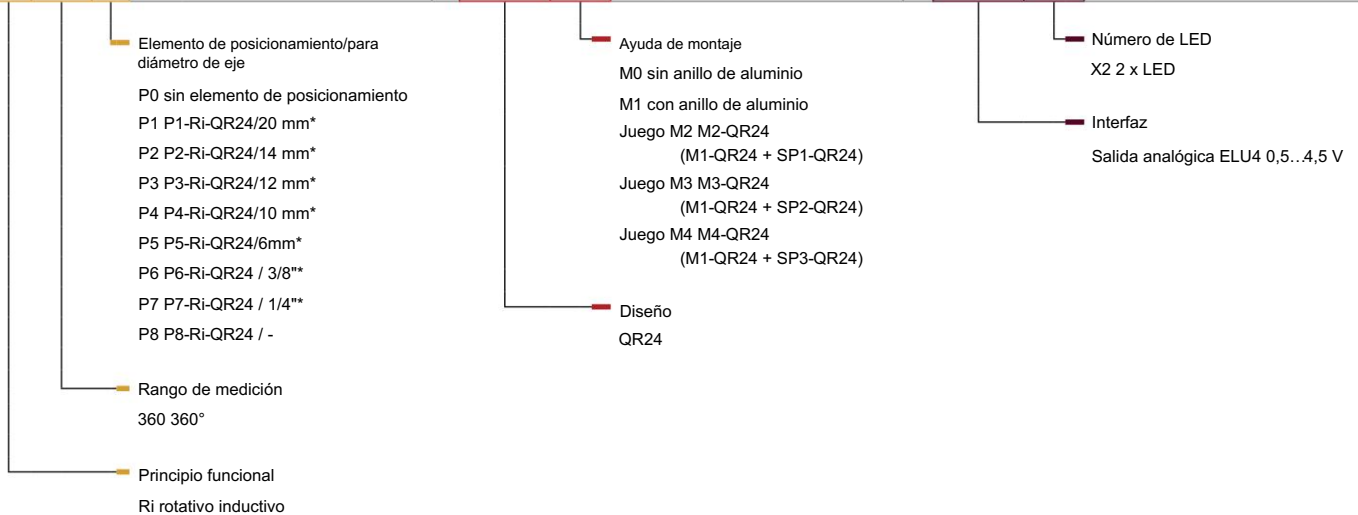 Elemento de posicionamiento/para
diámetro de eje
P0 sin elemento de posicionamiento
P1 P1-Ri-QR24/20 mm*
P2 P2-Ri-QR24/14 mm*
P3 P3-Ri-QR24/12 mm*
P4 P4-Ri-QR24/10 mm*
P5 P5-Ri-QR24/6mm*
P6 P6-Ri-QR24 / 3/8"*
P7 P7-Ri-QR24 / 1/4"*
P8 P8-Ri-QR24 / -
Rango de medición
360 360°
Principio funcional
Ri rotativo inductivo
Ayuda de montaje
M0 sin anillo de aluminio
M1 con anillo de aluminio
Juego M2 M2-QR24
(M1-QR24 + SP1-QR24)
Juego M3 M3-QR24
(M1-QR24 + SP2-QR24)
Juego M4 M4-QR24
(M1-QR24 + SP3-QR24)
Diseño
QR24
Número de LED
X2 2 x LED
Interfaz
Salida analógica ELU4 0,5…4,5 V